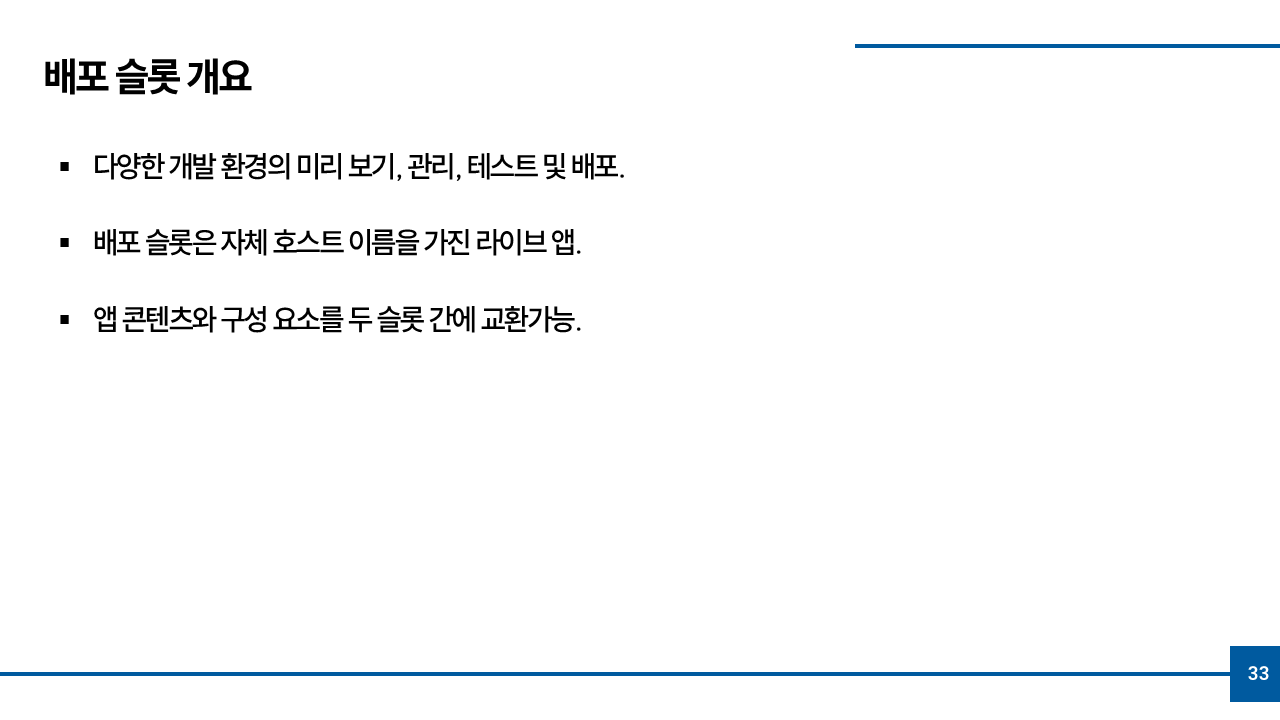 배포 슬롯 개요
▪ 다양한 개발 환경의 미리 보기, 관리, 테스트 및 배포.
▪ 배포 슬롯은 자체 호스트 이름을 가진 라이브 앱.
▪ 앱 콘텐츠와 구성 요소를 두 슬롯 간에 교환가능.
33